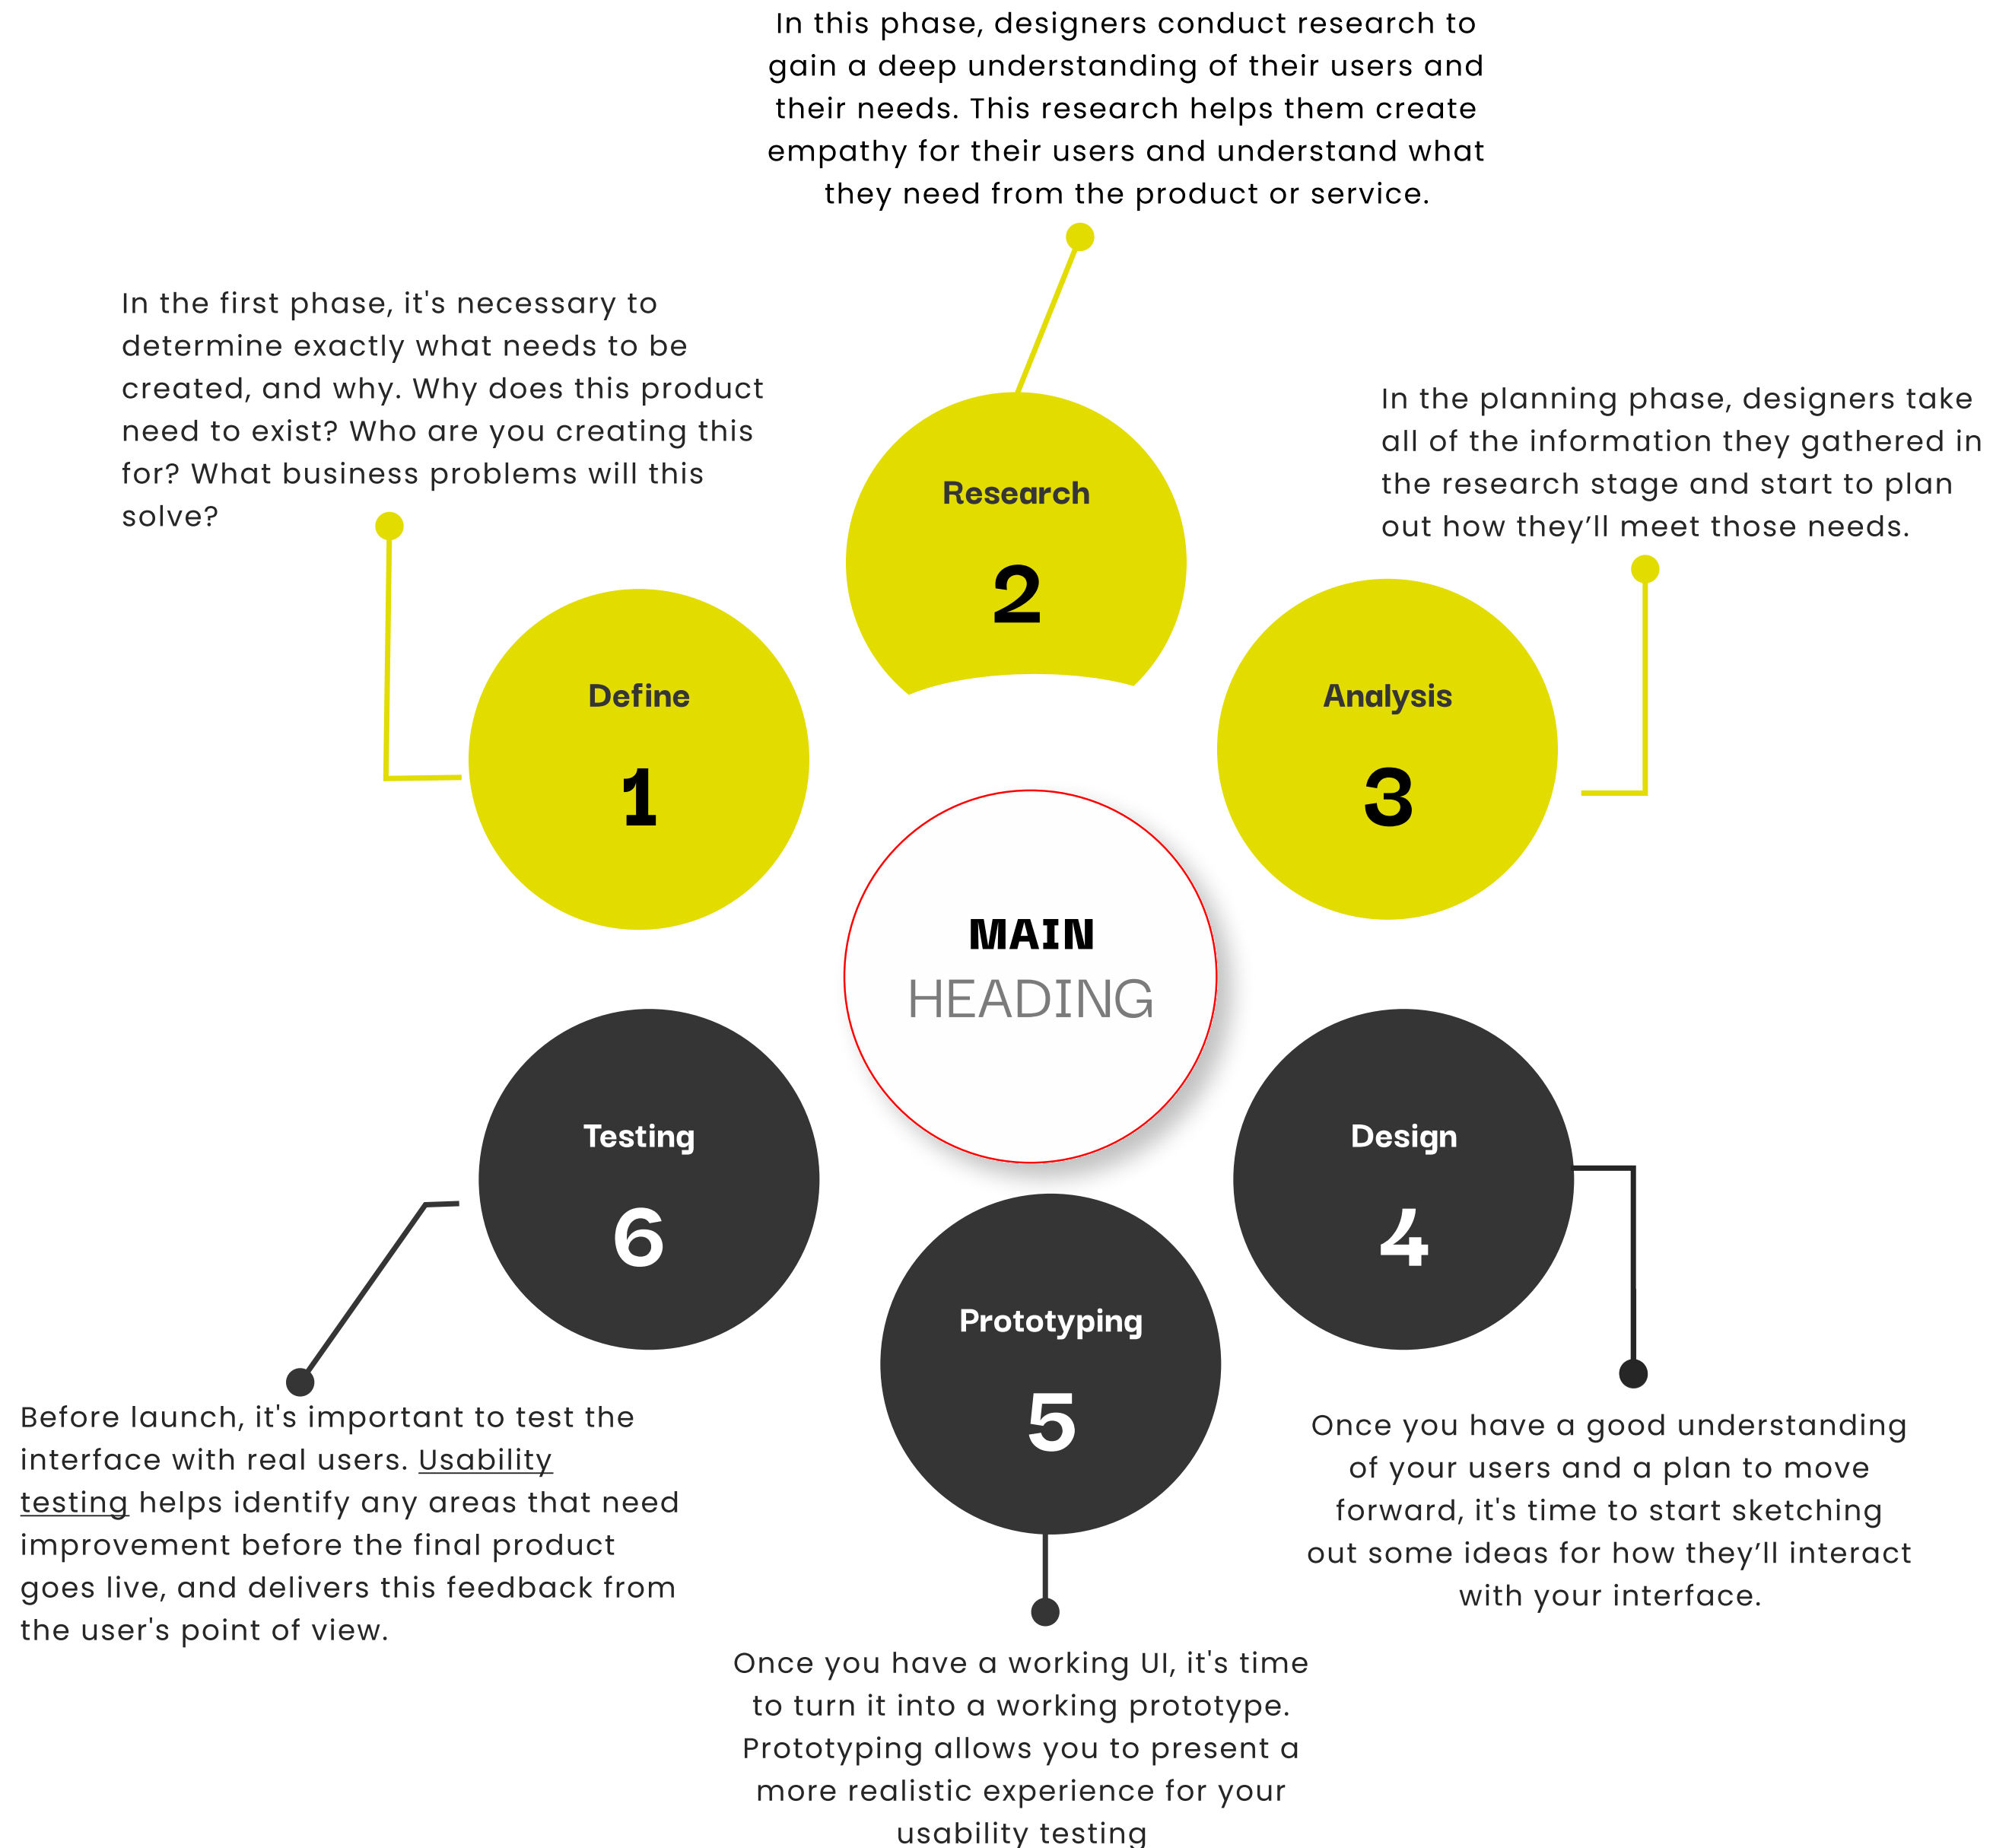 In this phase, designers conduct research to
gain a deep understanding of their users and
their needs. This research helps them create
empathy for their users and understand what
they need from the product or service.
In the first phase, it's necessary to
determine exactly what needs to be
created, and why. Why does this product
need to exist? Who are you creating this
for? What business problems will this
solve?
In the planning phase, designers take
all of the information they gathered in
the research stage and start to plan
out how they’ll meet those needs.
Research
2
Define
1
Analysis
3
MAIN
HEADING
Testing
6
Design
4
Prototyping
5
Before launch, it's important to test the
interface with real users. Usability
testing helps identify any areas that need
improvement before the final product
goes live, and delivers this feedback from
the user's point of view.
Once you have a good understanding
of your users and a plan to move
forward, it's time to start sketching
out some ideas for how they’ll interact
with your interface.
Once you have a working UI, it's time
to turn it into a working prototype.
Prototyping allows you to present a
more realistic experience for your
usability testing